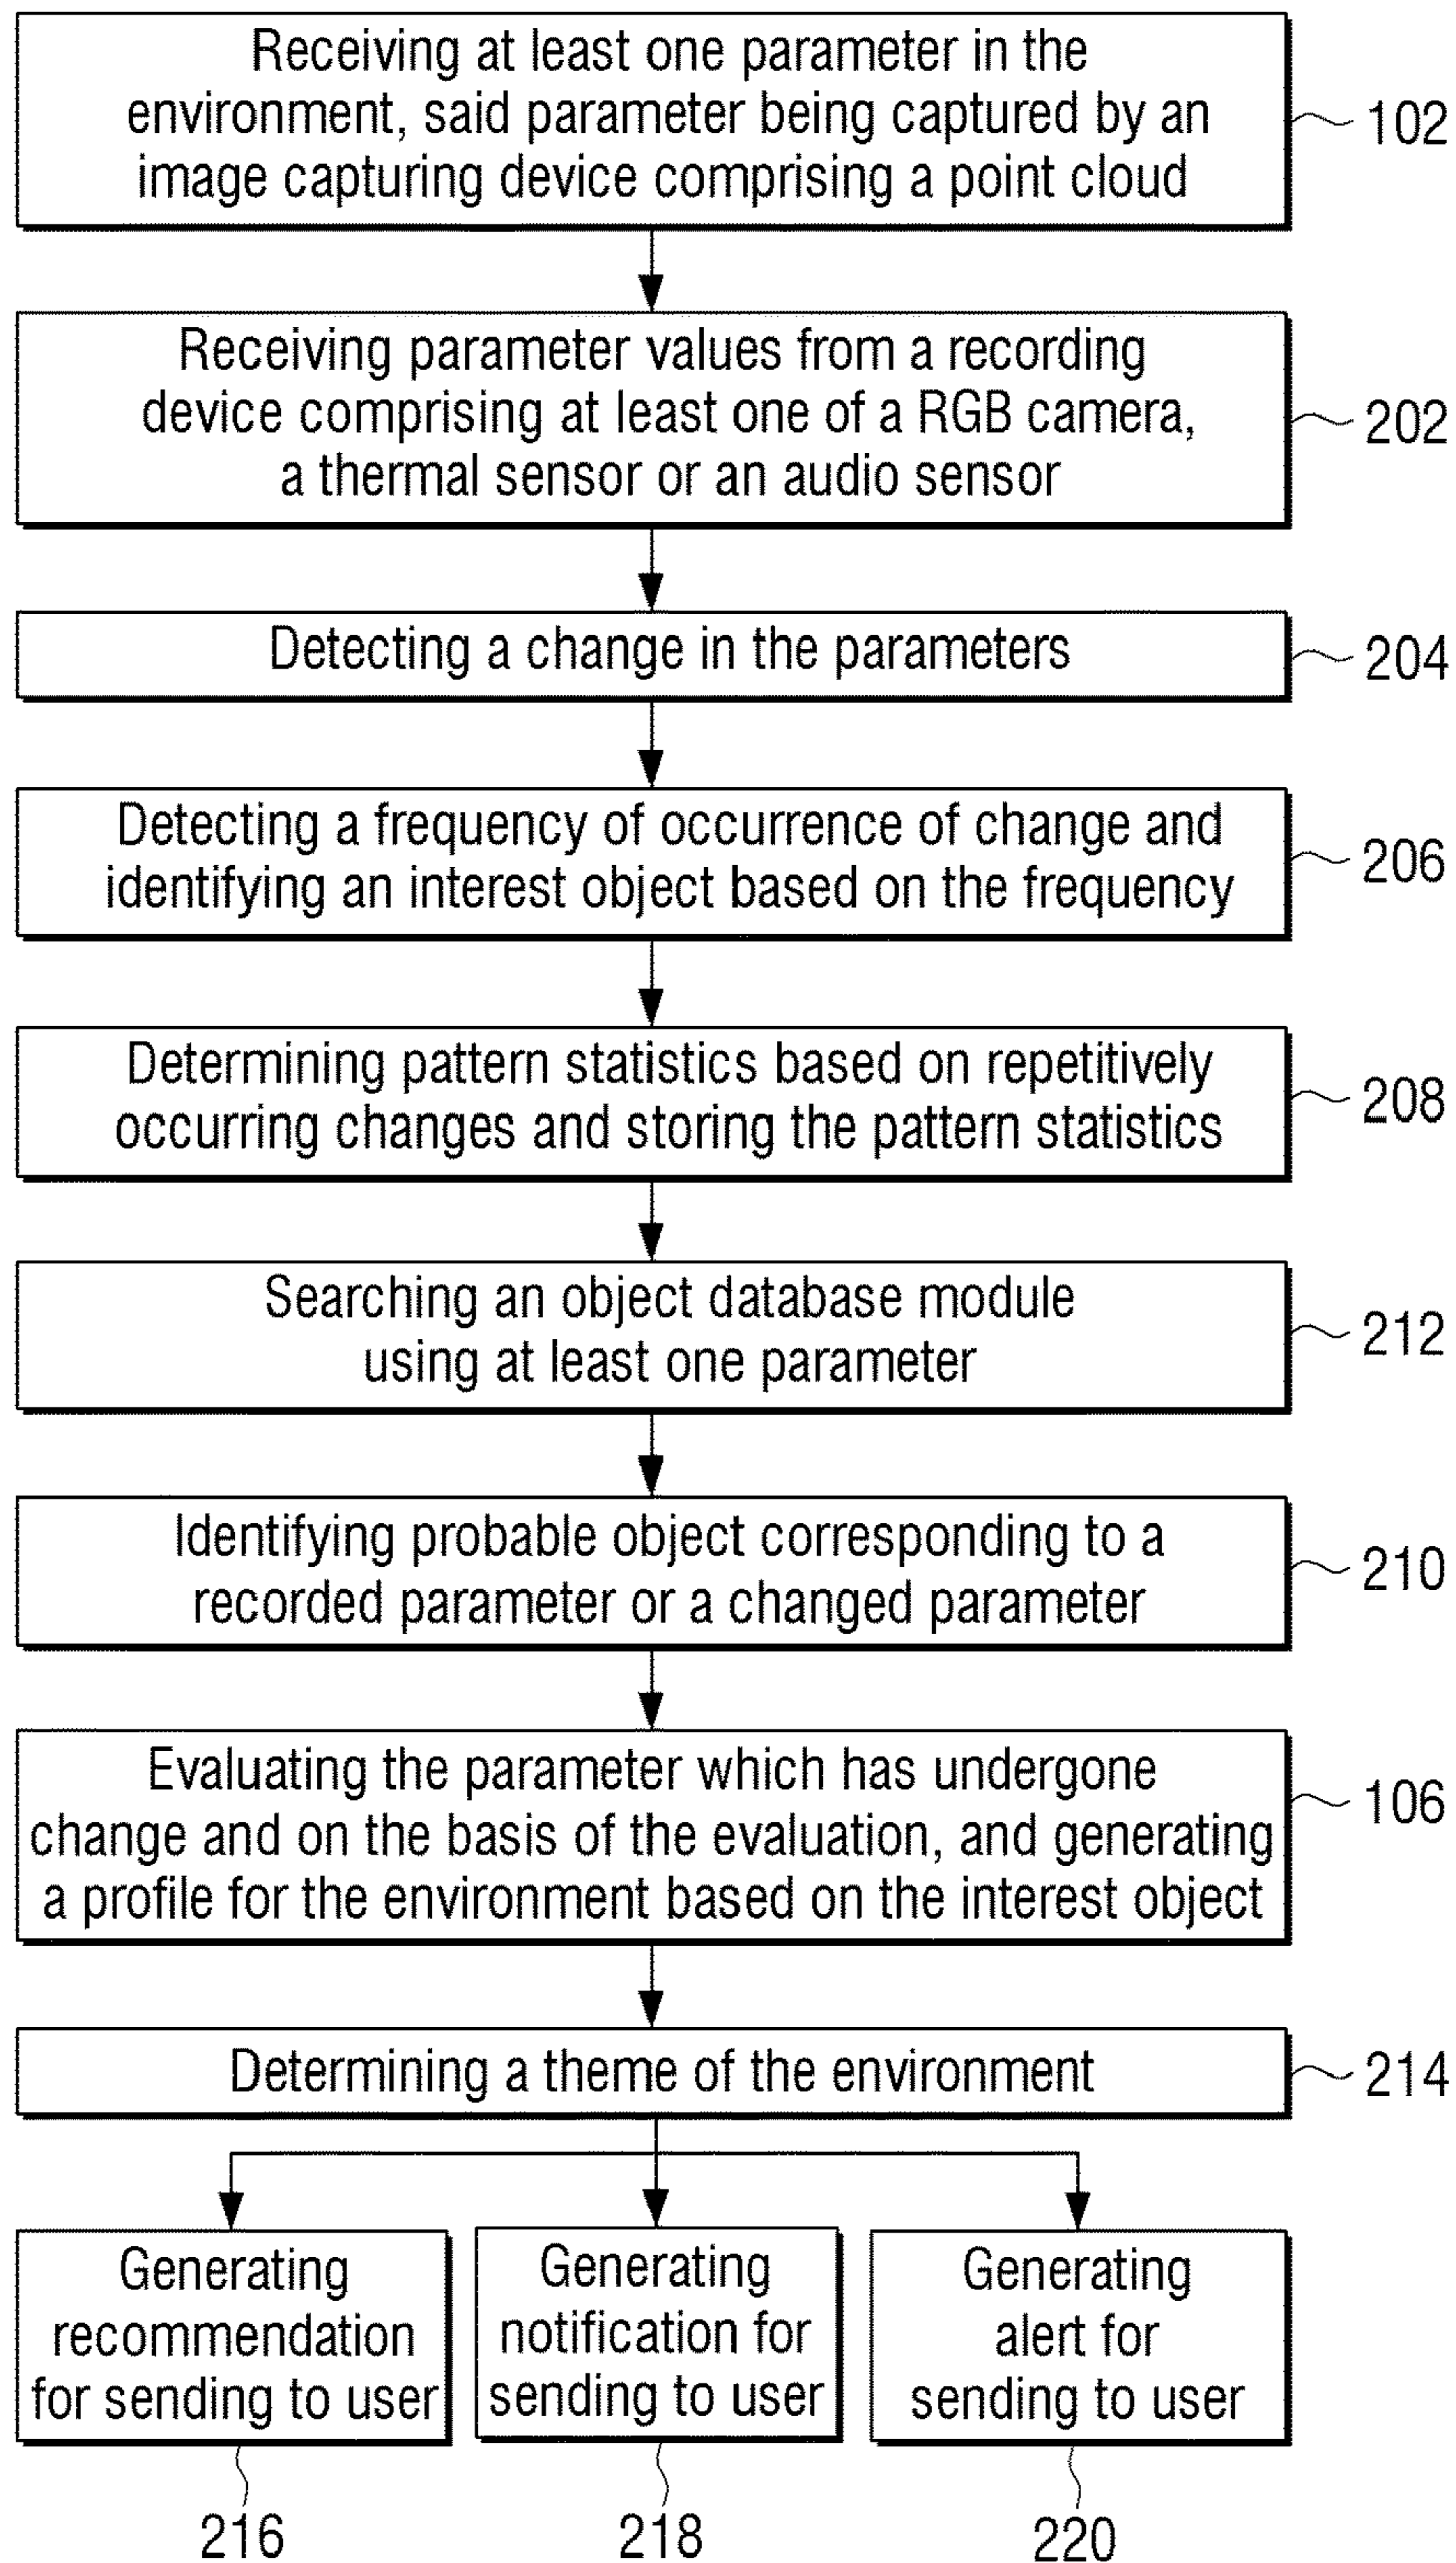 Receiving at least one parameter in the
environment, said parameter being captured by an
image capturing device comprising a point cloud
102
Receiving parameter values from a recording
device comprising at least one of a RGB camera,
a thermal sensor or an audio sensor
202
Detecting a change in the parameters
204
Detecting a frequency of occurrence of change and
identifying an interest object based on the frequency
206
Determining pattern statistics based on repetitively
occurring changes and storing the pattern statistics
208
Searching an object database module
using at least one parameter
212
Identifying probable object corresponding to a
recorded parameter or a changed parameter
210
Evaluating the parameter which has undergone
change and on the basis of the evaluation, and generating
a profile for the environment based on the interest object
106
Determining a theme of the environment
214
Generating
recommendation
for sending to user
216
Generating
notification for
sending to user
218
Generating
alert for
sending to user
220